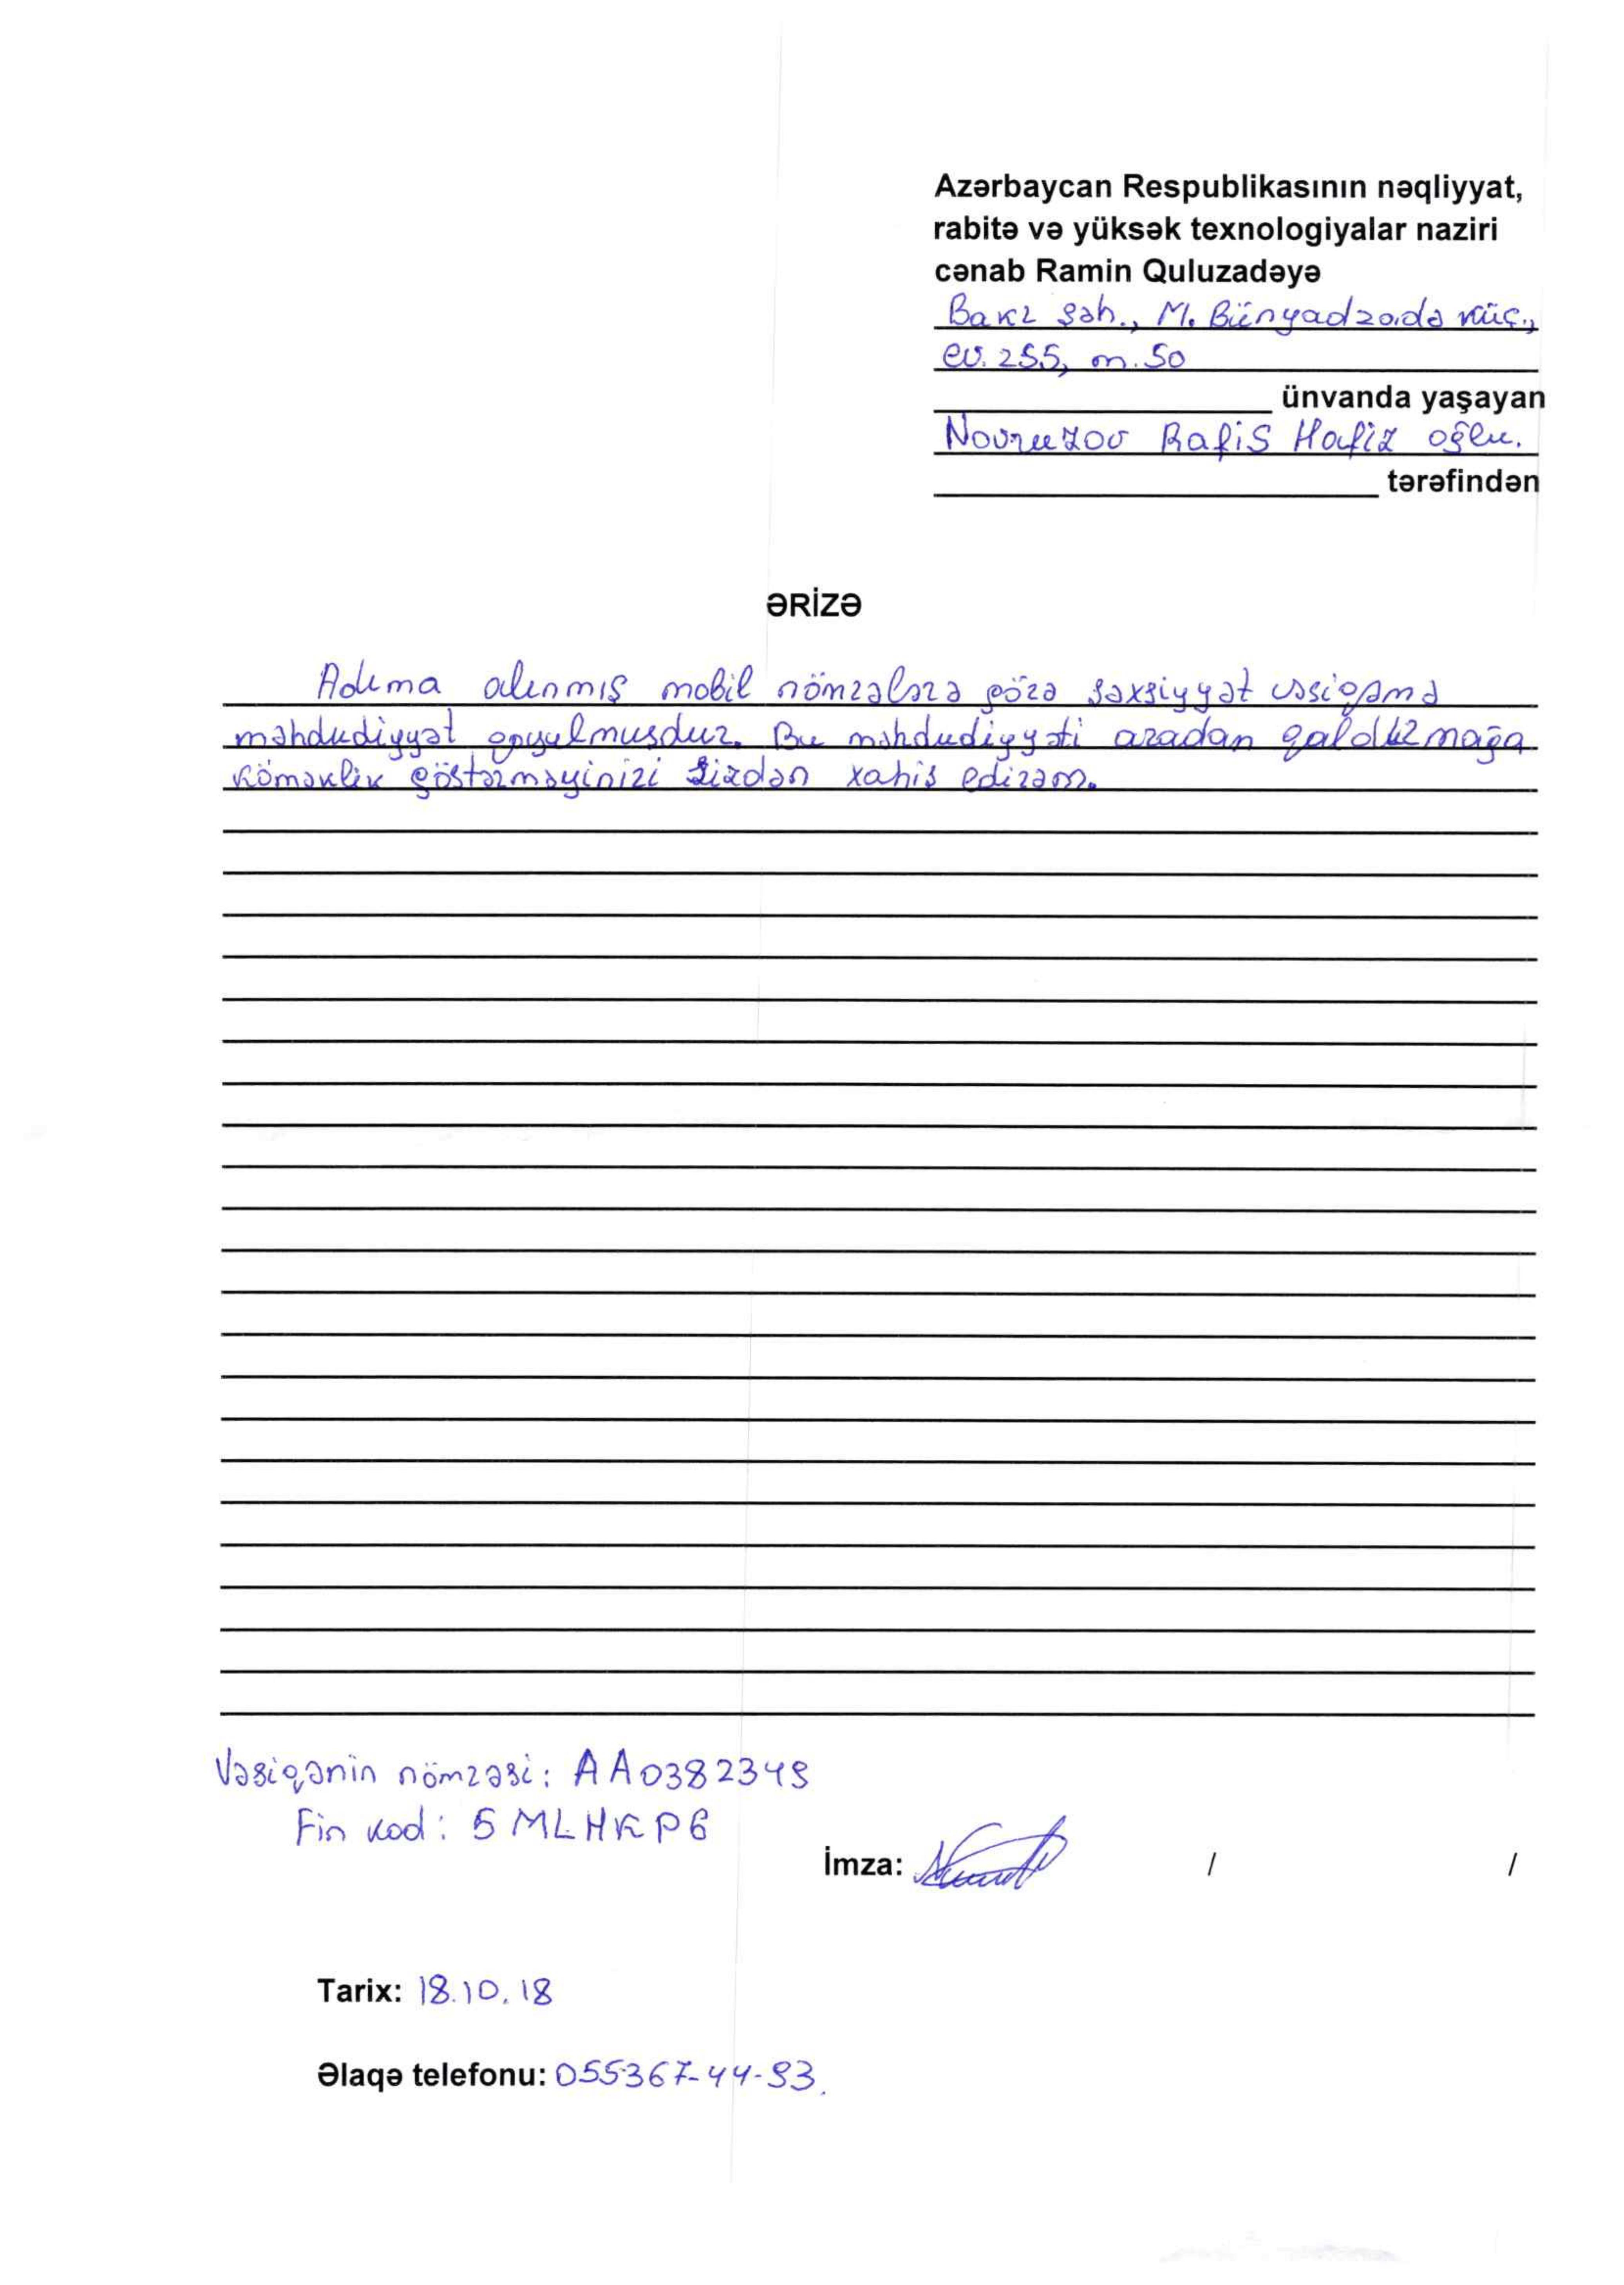 Azərbaycan Respublikasının nəqliyyat,
rabitə və yüksək texnologiyalar naziri
cənab Ramin Quluzadəyə
Bakı şəh., M. Bünyadzadə küç.,
ev. 255, m. 50
ünvanda yaşayan
Novruzov Rafis Hafiz oğlu.
tərəfindən
ƏRİZƏ
Adıma alınmış mobil nömrələrə görə şəxsiyyət vəsiqəmə
məhdudiyyət qoyulmuşdur. Bu məhdudiyyəti aradan qaldırmağa
köməklik göstərməyinizi Sizdən xahiş edirəm.
Vəsiqənin nömrəsi: AA0382349
Fin kod: 5MLHKP6
İmza: / /
Tarix: 18.10.18
Əlaqə telefonu: 055367-44-93.